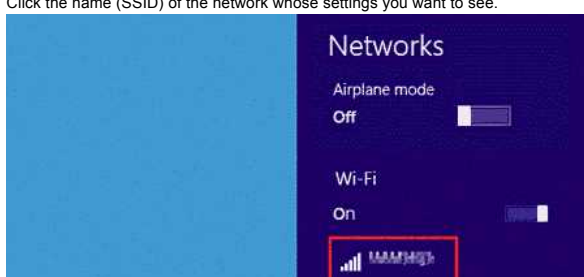 Click the name (SSID) of the network whose settings you want to see.
Networks
Airplane mode
Off
Wi-Fi
On